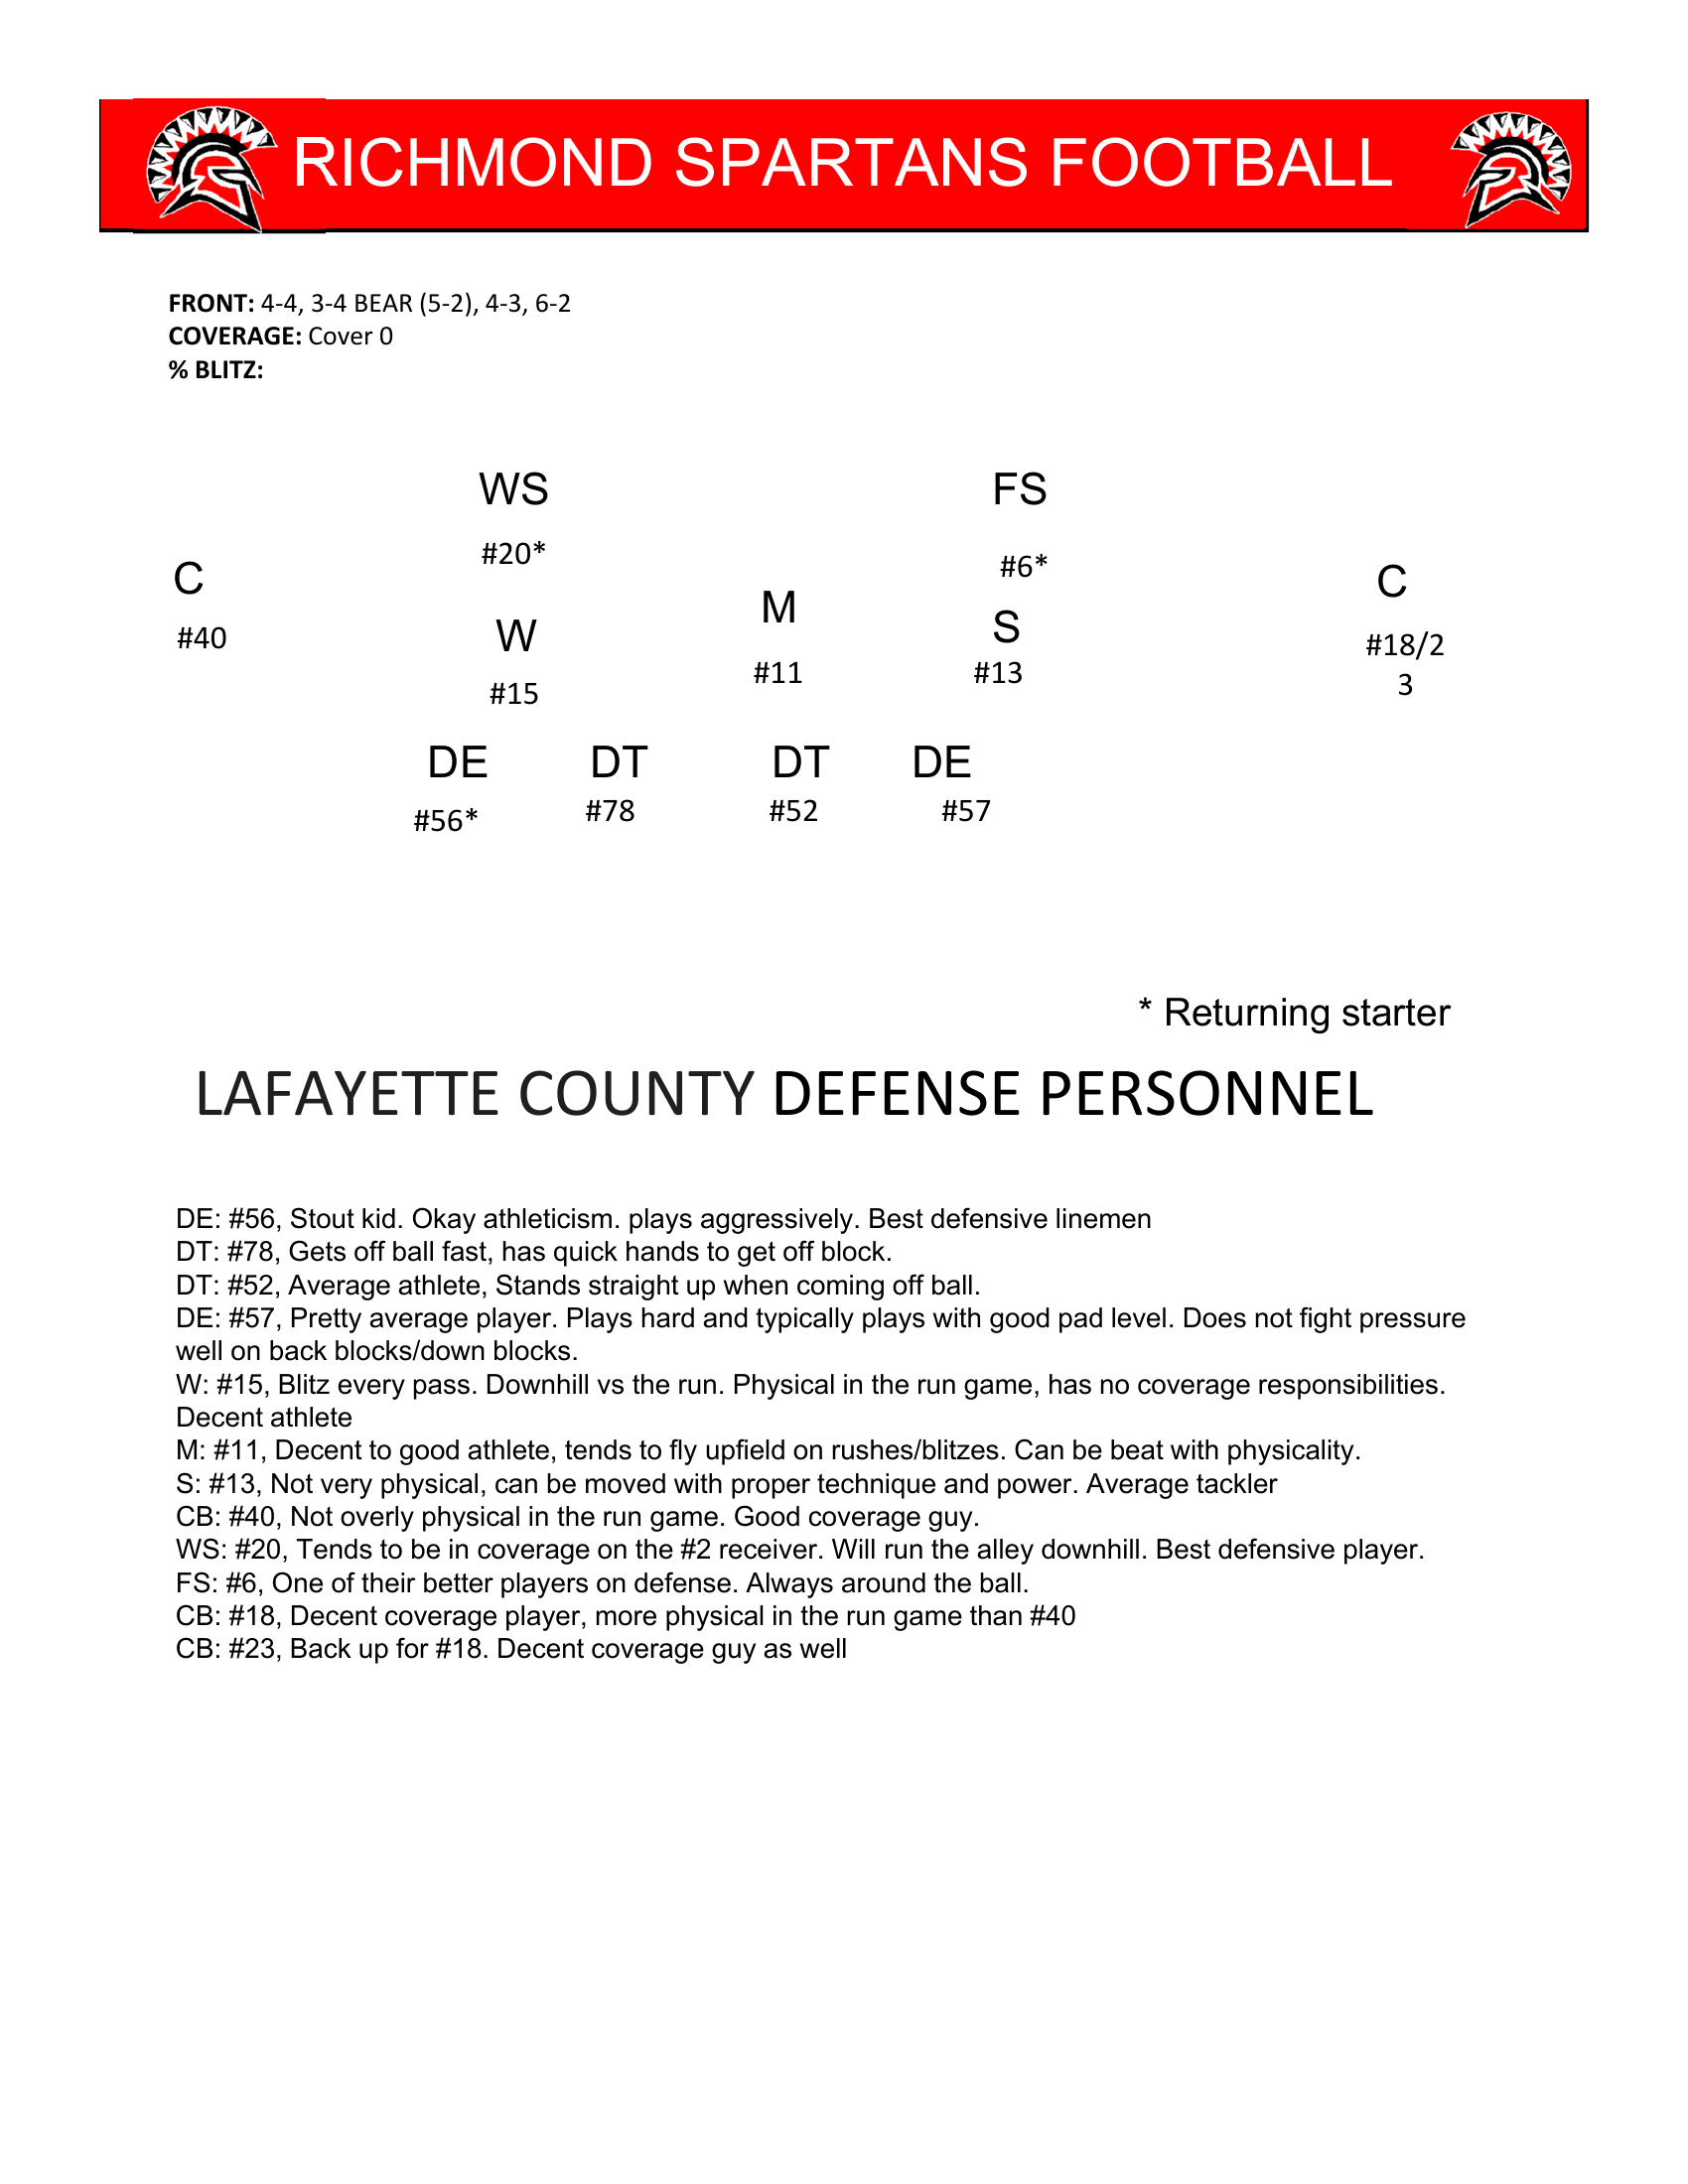 RICHMOND SPARTANS FOOTBALL
FRONT: 4-4, 3-4 BEAR (5-2), 4-3, 6-2
COVERAGE: Cover 0
% BLITZ:
WS FS
#20* #6*
C M C
#40 W S #18/2
#11 #13 3
#15
DE DT DT DE
#56* #78 #52 #57
* Returning starter
LAFAYETTE COUNTY DEFENSE PERSONNEL
DE: #56, Stout kid. Okay athleticism. plays aggressively. Best defensive linemen
DT: #78, Gets off ball fast, has quick hands to get off block.
DT: #52, Average athlete, Stands straight up when coming off ball.
DE: #57, Pretty average player. Plays hard and typically plays with good pad level. Does not fight pressure
well on back blocks/down blocks.
W: #15, Blitz every pass. Downhill vs the run. Physical in the run game, has no coverage responsibilities.
Decent athlete
M: #11, Decent to good athlete, tends to fly upfield on rushes/blitzes. Can be beat with physicality.
S: #13, Not very physical, can be moved with proper technique and power. Average tackler
CB: #40, Not overly physical in the run game. Good coverage guy.
WS: #20, Tends to be in coverage on the #2 receiver. Will run the alley downhill. Best defensive player.
FS: #6, One of their better players on defense. Always around the ball.
CB: #18, Decent coverage player, more physical in the run game than #40
CB: #23, Back up for #18. Decent coverage guy as well